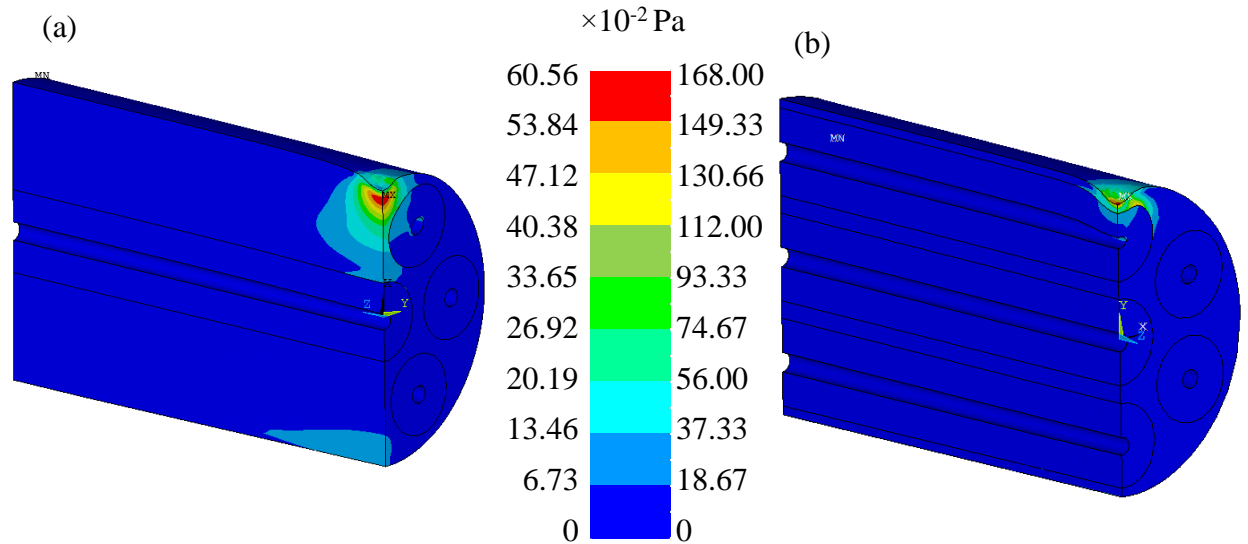 (a)
×10⁻² Pa
(b)
60.56 168.00
53.84 149.33
47.12 130.66
40.38 112.00
33.65 93.33
26.92 74.67
20.19 56.00
13.46 37.33
6.73 18.67
0 0
MN
MX
Z Y
MN
Y
X
Z